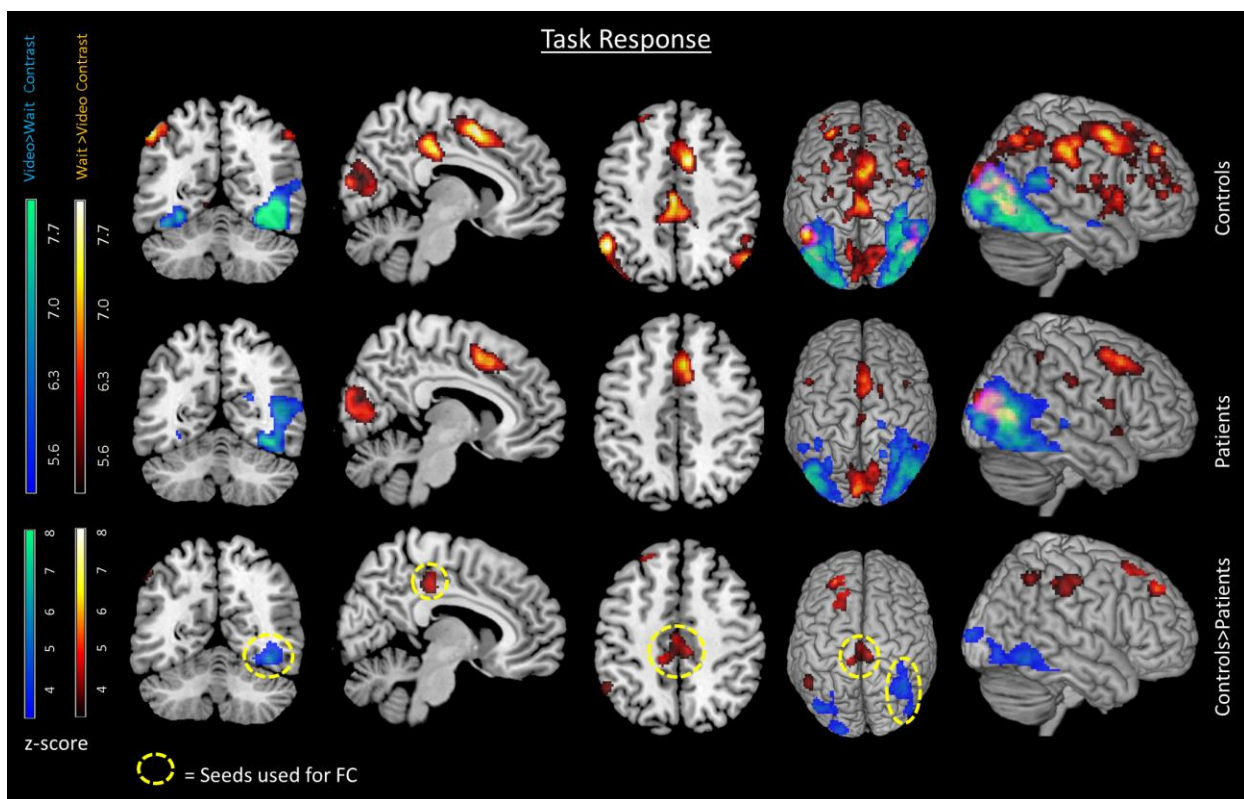 Task Response
Video>Wait Contrast
Wait >Video Contrast
7.7
7.0
6.3
5.6
7.7
7.0
6.3
5.6
Controls
Patients
8
7
6
5
4
8
7
6
5
4
Controls>Patients
z-score
= Seeds used for FC